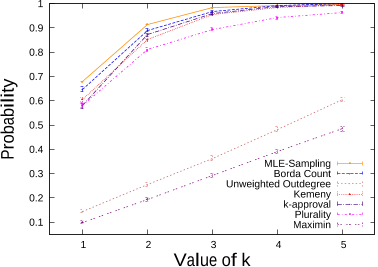 1
0.9
0.8
0.7
0.6
0.5
0.4
0.3
0.2
0.1
Probability
MLE-Sampling
Borda Count
Unweighted Outdegree
Kemeny
k-approval
Plurality
Maximin
1 2 3 4 5
Value of k